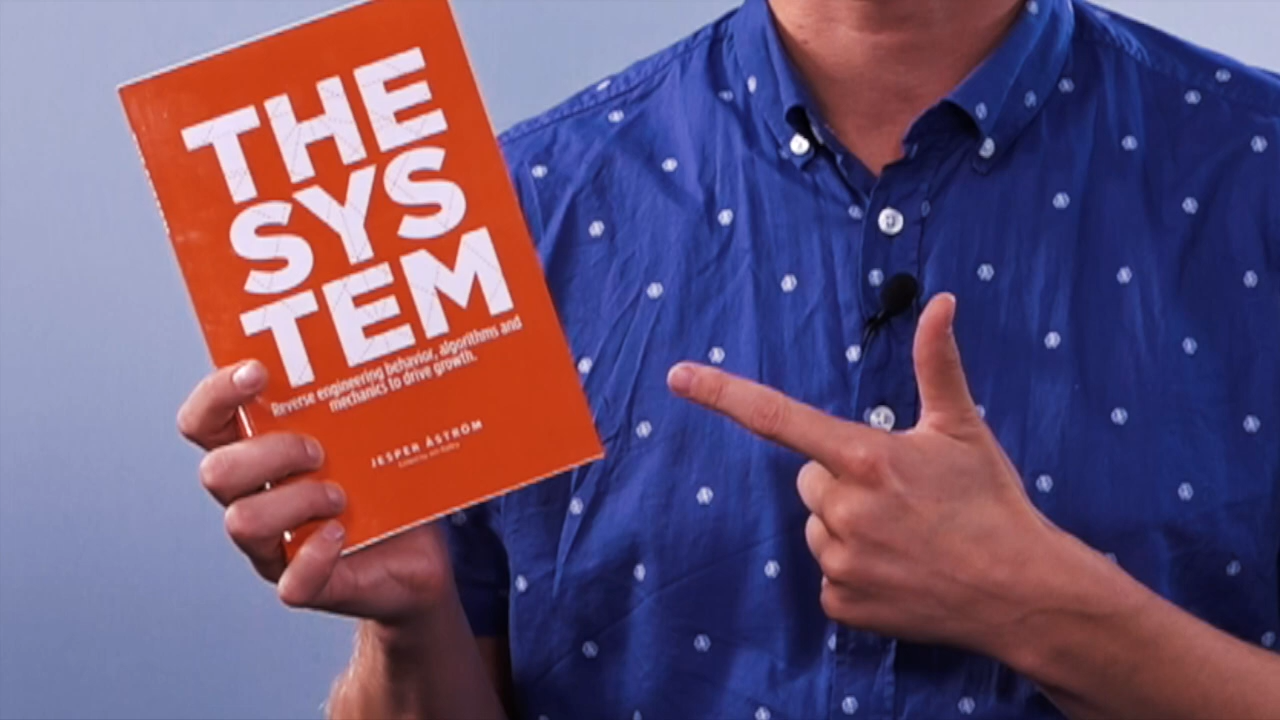 THE
SYS
TEM
Reverse engineering behavior, algorithms and
mechanics to drive growth.
JESPER ÅSTRÖM